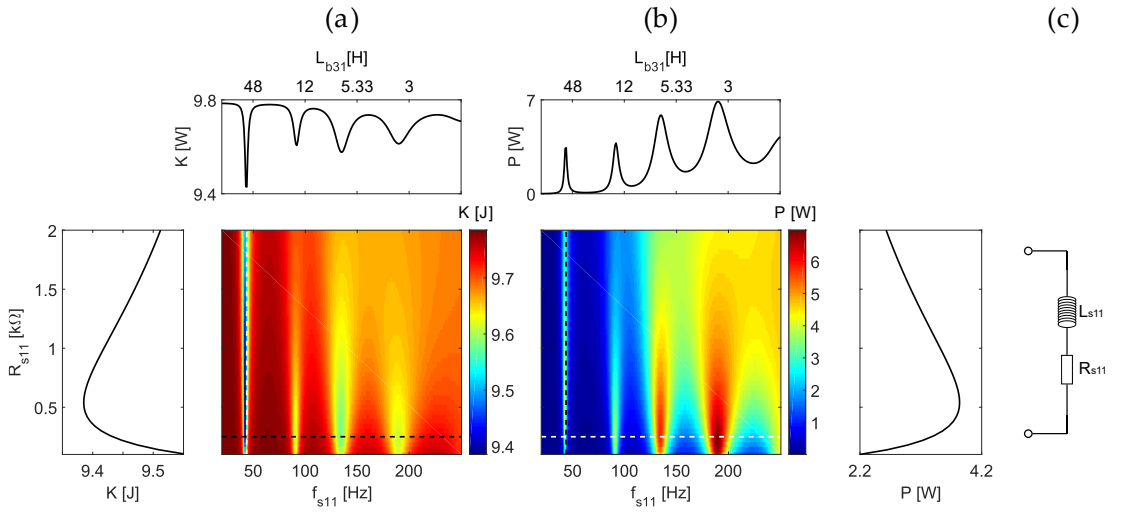 (a) (b) (c)
L_b31[H] L_b31[H]
48 12 5.33 3 48 12 5.33 3
9.8 7
K [W] P [W]
9.4 0
K [J] P [W]
2 1.5 1 0.5
R_s11 [kΩ]
9.7 9.6 9.5 9.4
6 5 4 3 2 1
L_s11
R_s11
9.4 9.5 50 100 150 200 50 100 150 200 2.2 4.2
K [J] f_s11 [Hz] f_s11 [Hz] P [W]